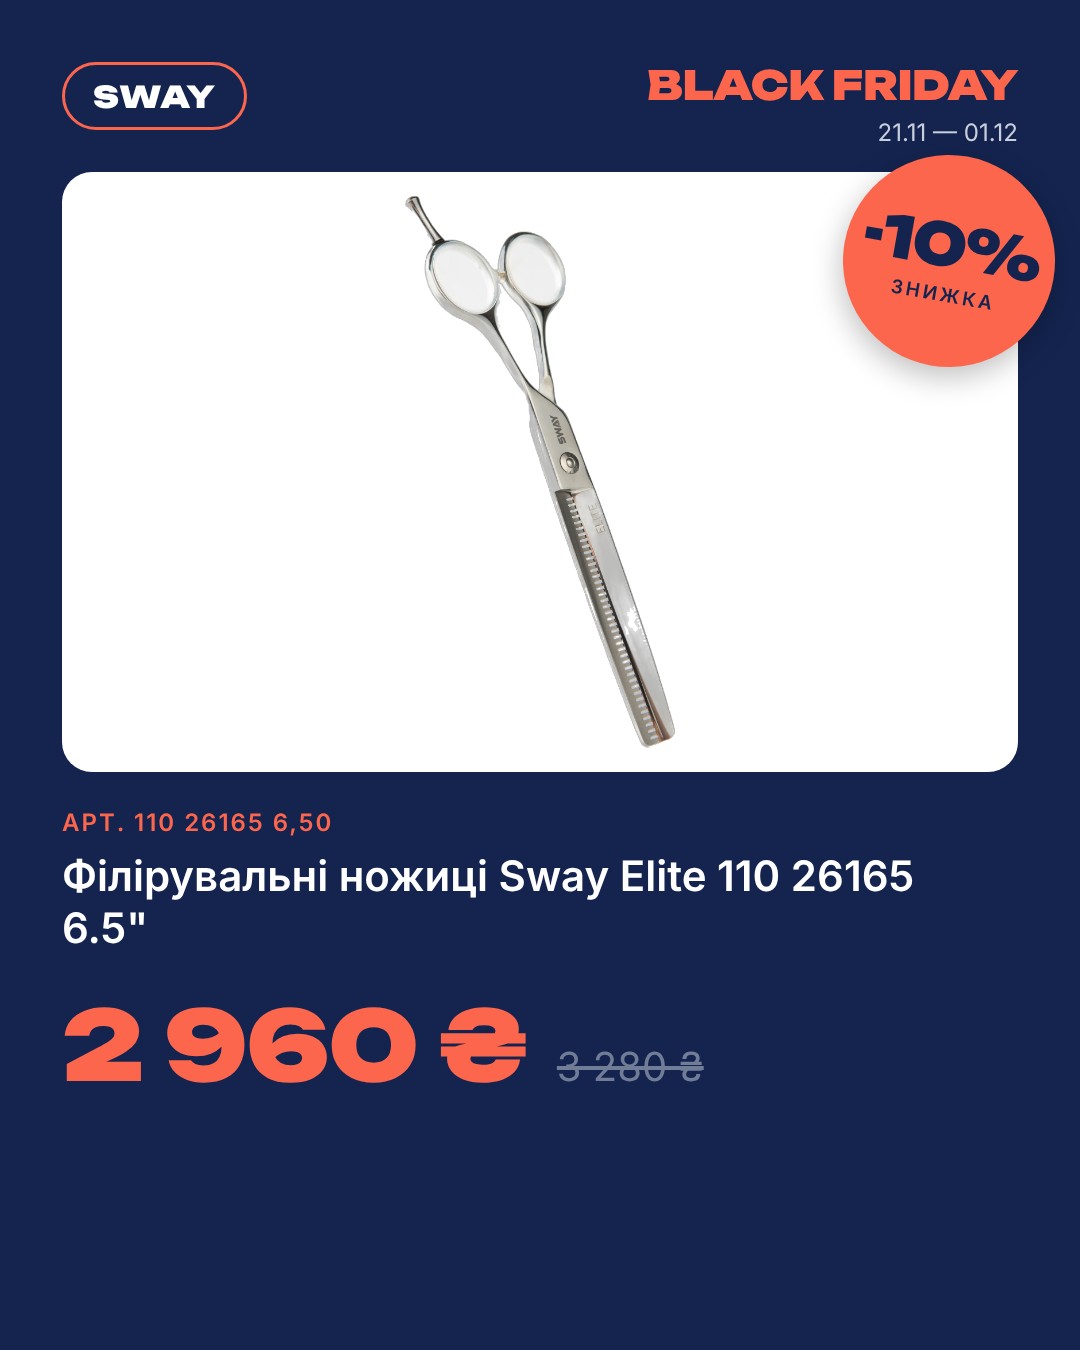 SWAY
BLACK FRIDAY
21.11 — 01.12
-10%
ЗНИЖКА
SWAY
ELITE
АРТ. 110 26165 6,50
Філірувальні ножиці Sway Elite 110 26165
6.5"
2 960 ₴
3 280 ₴